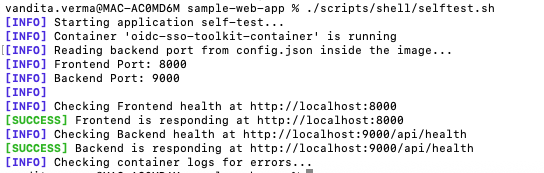 vandita.verma@MAC-AC0MD6M sample-web-app % ./scripts/shell/selftest.sh
[INFO] Starting application self-test...
[INFO] Container 'oidc-sso-toolkit-container' is running
[INFO] Reading backend port from config.json inside the image...
[INFO] Frontend Port: 8000
[INFO] Backend Port: 9000
[INFO]
[INFO] Checking Frontend health at http://localhost:8000
[SUCCESS] Frontend is responding at http://localhost:8000
[INFO] Checking Backend health at http://localhost:9000/api/health
[SUCCESS] Backend is responding at http://localhost:9000/api/health
[INFO] Checking container logs for errors...